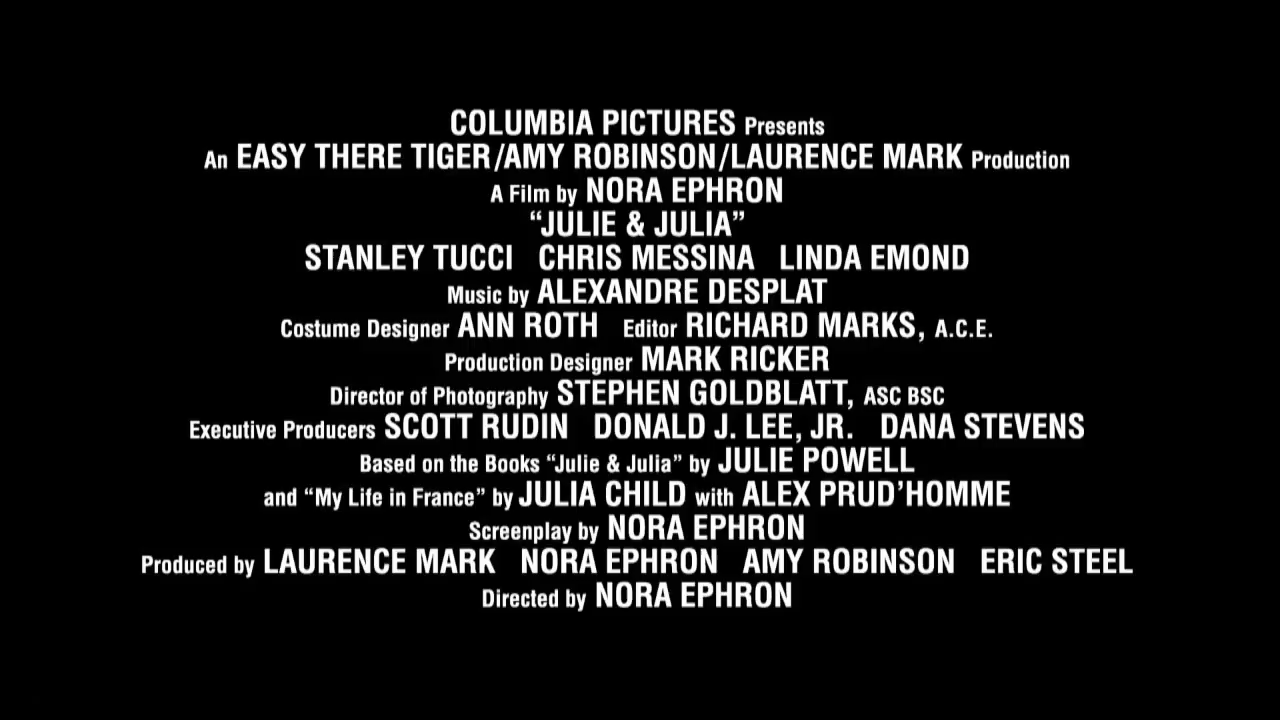 COLUMBIA PICTURES Presents
An EASY THERE TIGER/AMY ROBINSON/LAURENCE MARK Production
A Film by NORA EPHRON
“JULIE & JULIA”
STANLEY TUCCI CHRIS MESSINA LINDA EMOND
Music by ALEXANDRE DESPLAT
Costume Designer ANN ROTH Editor RICHARD MARKS, A.C.E.
Production Designer MARK RICKER
Director of Photography STEPHEN GOLDBLATT, ASC BSC
Executive Producers SCOTT RUDIN DONALD J. LEE, JR. DANA STEVENS
Based on the Books “Julie & Julia” by JULIE POWELL
and “My Life in France” by JULIA CHILD with ALEX PRUD’HOMME
Screenplay by NORA EPHRON
Produced by LAURENCE MARK NORA EPHRON AMY ROBINSON ERIC STEEL
Directed by NORA EPHRON